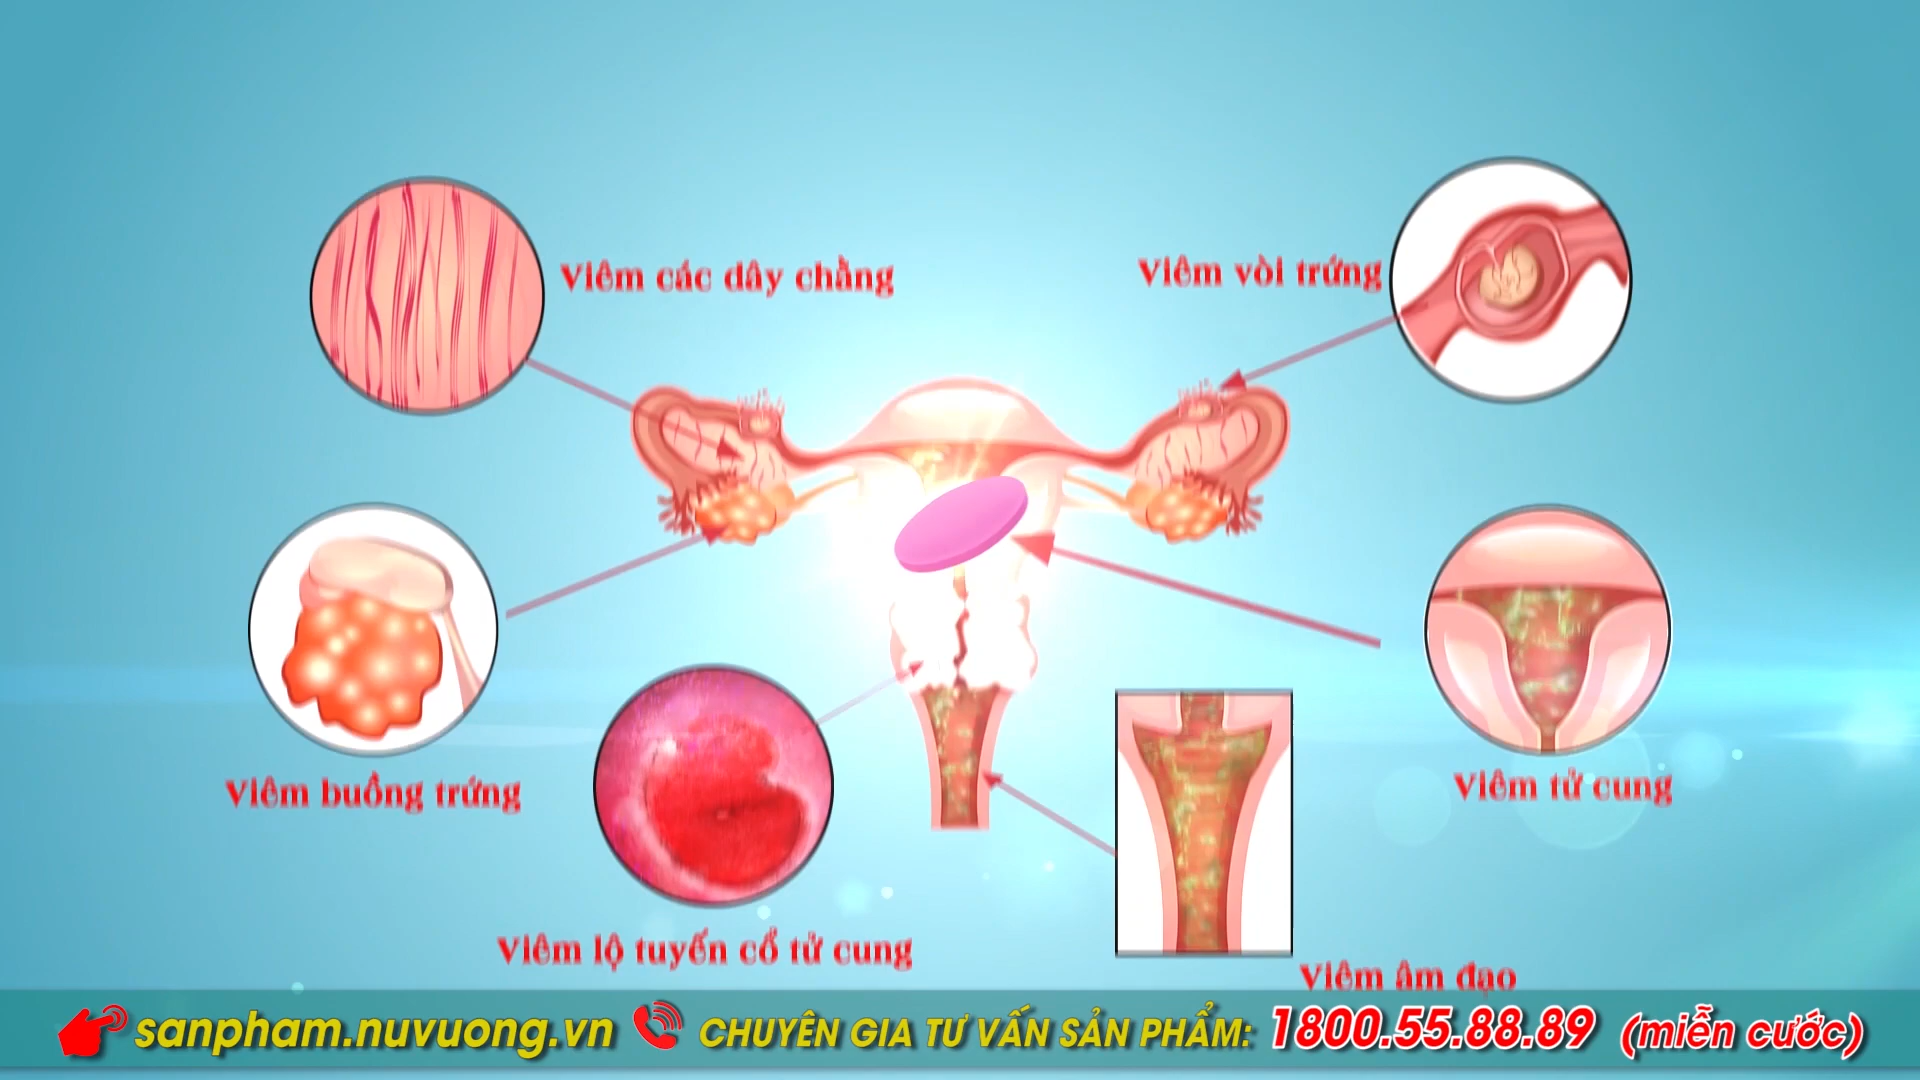 Viêm các dây chằng
Viêm vòi trứng
Viêm buồng trứng
Viêm tử cung
Viêm lộ tuyến cổ tử cung
Viêm âm đạo
sanpham.nuvuong.vn CHUYÊN GIA TƯ VẤN SẢN PHẨM: 1800.55.88.89 (miễn cước)